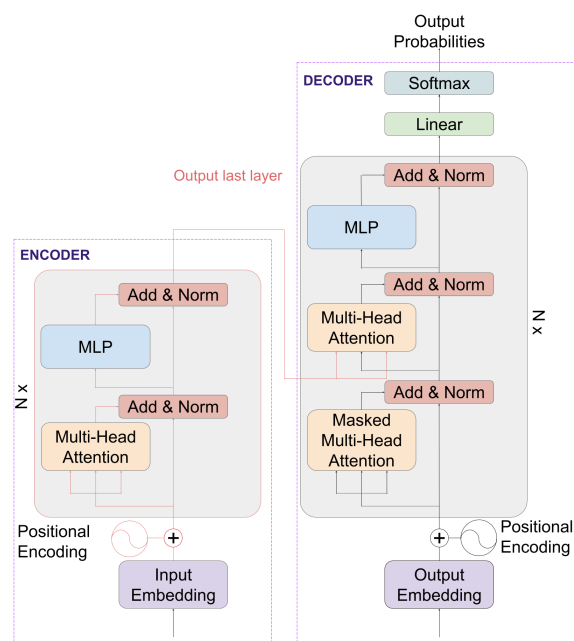 Output
Probabilities
DECODER
Softmax
Linear
Output last layer
Add & Norm
MLP
Add & Norm
Multi-Head
Attention
N x
Add & Norm
Masked
Multi-Head
Attention
Positional
Encoding
Output
Embedding
ENCODER
Add & Norm
MLP
N x
Add & Norm
Multi-Head
Attention
Positional
Encoding
Input
Embedding